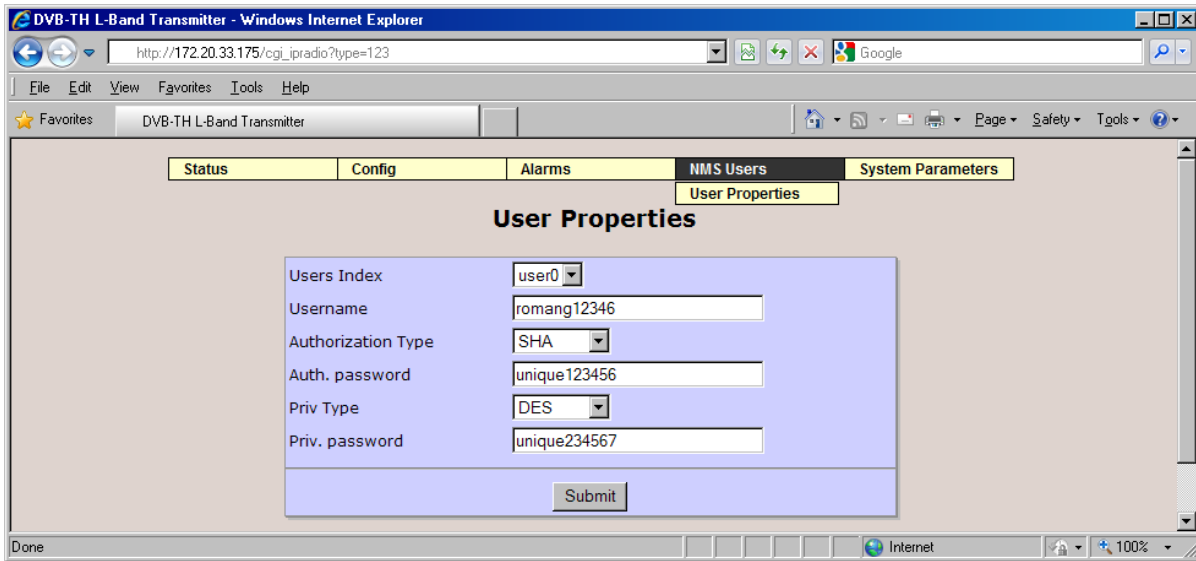 DVB-TH L-Band Transmitter - Windows Internet Explorer
http://172.20.33.175/cgi_ipradio?type=123
Google
File Edit View Favorites Tools Help
Favorites DVB-TH L-Band Transmitter Page Safety Tools
Status Config Alarms NMS Users System Parameters
User Properties
User Properties
Users Index user0
Username romang12346
Authorization Type SHA
Auth. password unique123456
Priv Type DES
Priv. password unique234567
Submit
Done Internet 100%